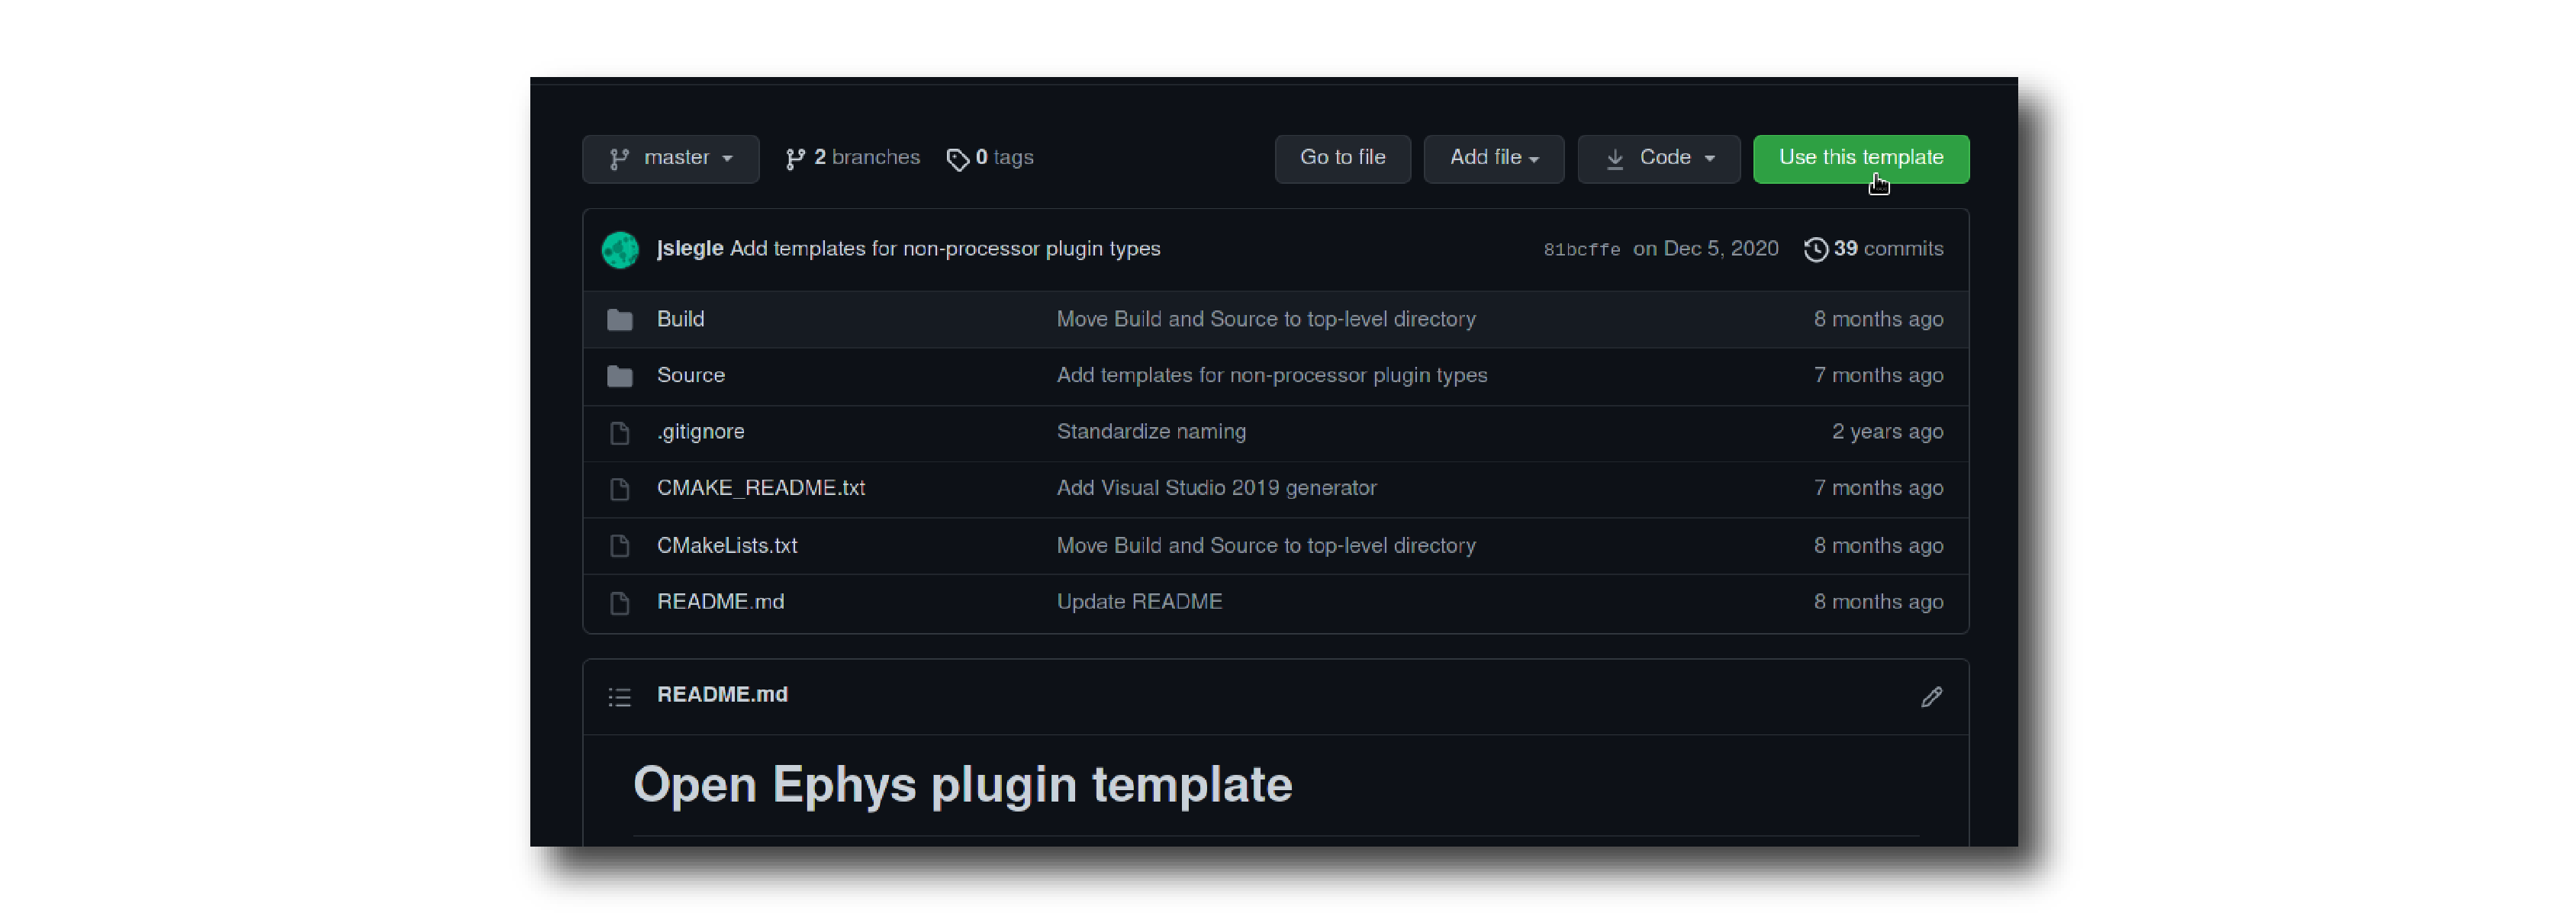 master 2 branches 0 tags Go to file Add file Code Use this template
jslegle Add templates for non-processor plugin types 81bcffe on Dec 5, 2020 39 commits
Build Move Build and Source to top-level directory 8 months ago
Source Add templates for non-processor plugin types 7 months ago
.gitignore Standardize naming 2 years ago
CMAKE_README.txt Add Visual Studio 2019 generator 7 months ago
CMakeLists.txt Move Build and Source to top-level directory 8 months ago
README.md Update README 8 months ago
README.md
Open Ephys plugin template